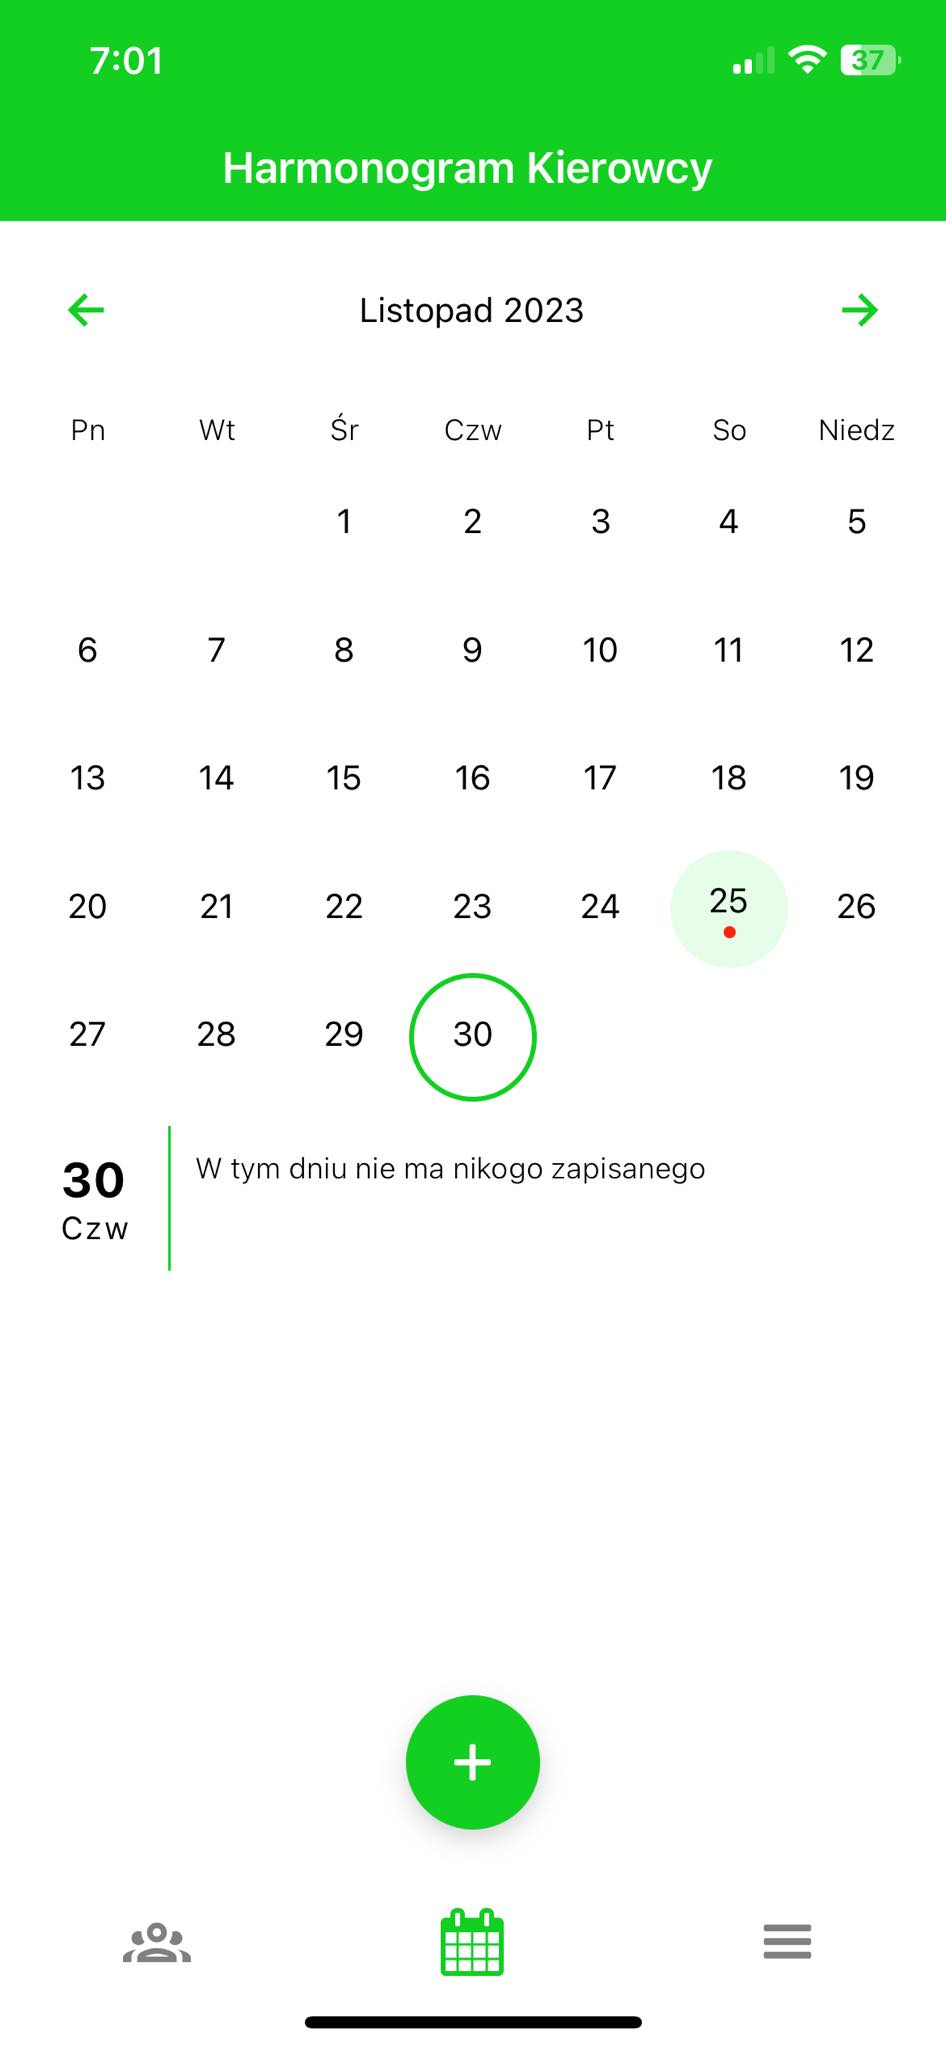 7:01
37
Harmonogram Kierowcy
Listopad 2023
Pn Wt Śr Czw Pt So Niedz
1 2 3 4 5
6 7 8 9 10 11 12
13 14 15 16 17 18 19
20 21 22 23 24 25 26
27 28 29 30
30
Czw
W tym dniu nie ma nikogo zapisanego